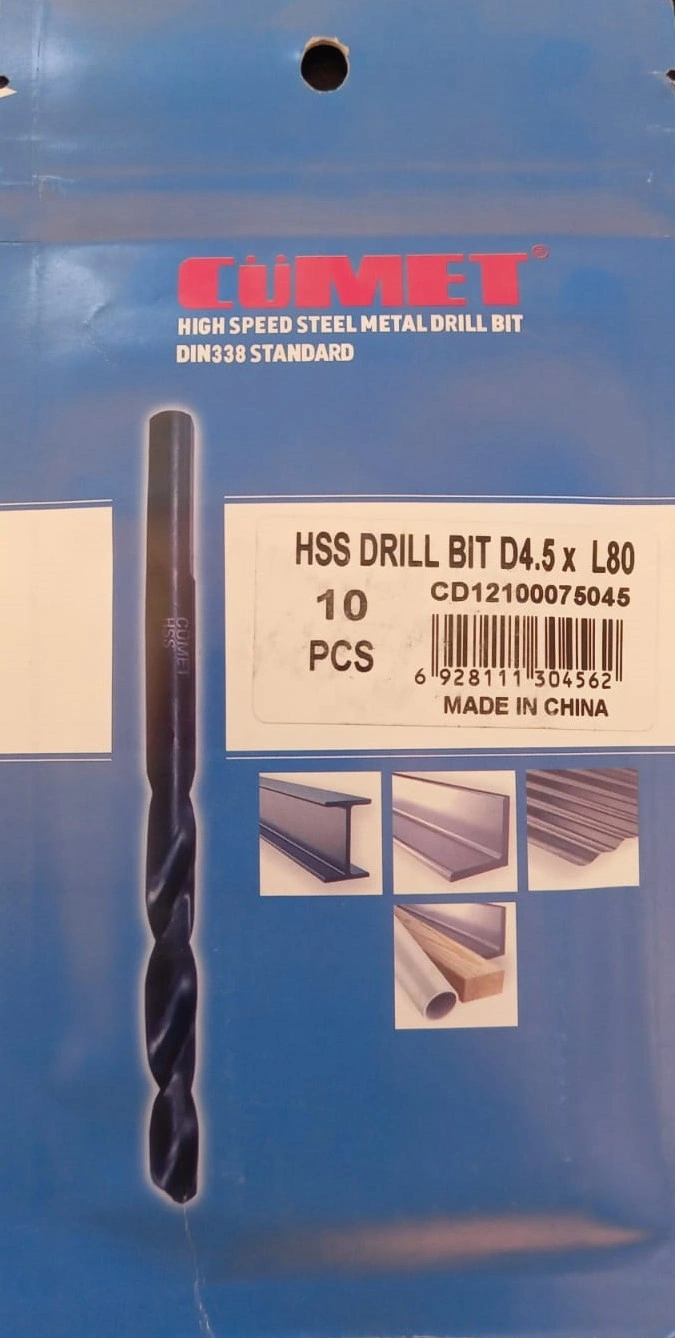 CÜMET®
HIGH SPEED STEEL METAL DRILL BIT
DIN338 STANDARD
HSS DRILL BIT D4.5 x L80
CD12100075045
10
PCS
6 928111 304562
MADE IN CHINA
CÜMET
HSS